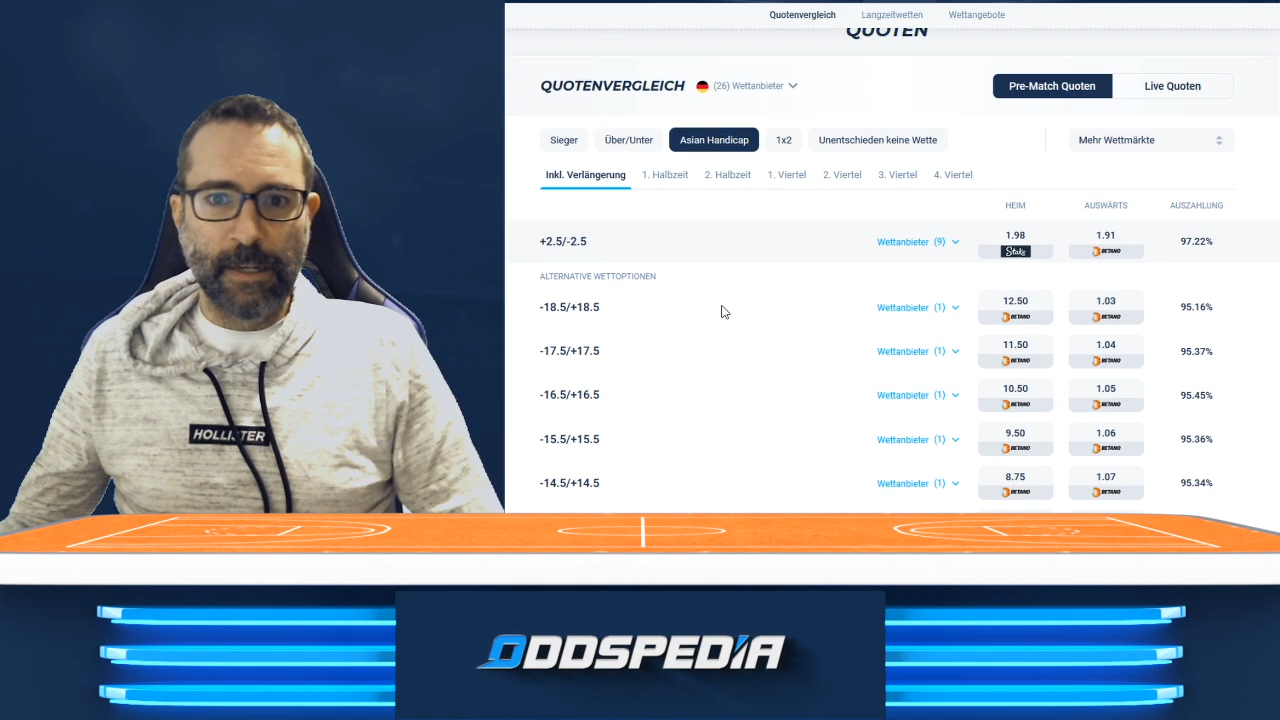 Quotenvergleich Langzeitwetten Wettangebote
QUOTEN
QUOTENVERGLEICH (26) Wettanbieter Pre-Match Quoten Live Quoten
Sieger Über/Unter Asian Handicap 1x2 Unentschieden keine Wette Mehr Wettmärkte
Inkl. Verlängerung 1. Halbzeit 2. Halbzeit 1. Viertel 2. Viertel 3. Viertel 4. Viertel
HEIM AUSWÄRTS AUSZAHLUNG
+2.5/-2.5 Wettanbieter (9) 1.98 1.91 97.22%
Stake BETANO
ALTERNATIVE WETTOPTIONEN
-18.5/+18.5 Wettanbieter (1) 12.50 1.03 95.16%
BETANO BETANO
-17.5/+17.5 Wettanbieter (1) 11.50 1.04 95.37%
BETANO BETANO
-16.5/+16.5 Wettanbieter (1) 10.50 1.05 95.45%
BETANO BETANO
-15.5/+15.5 Wettanbieter (1) 9.50 1.06 95.36%
BETANO BETANO
-14.5/+14.5 Wettanbieter (1) 8.75 1.07 95.34%
BETANO BETANO
HOLLISTER
ODDSPEDIA